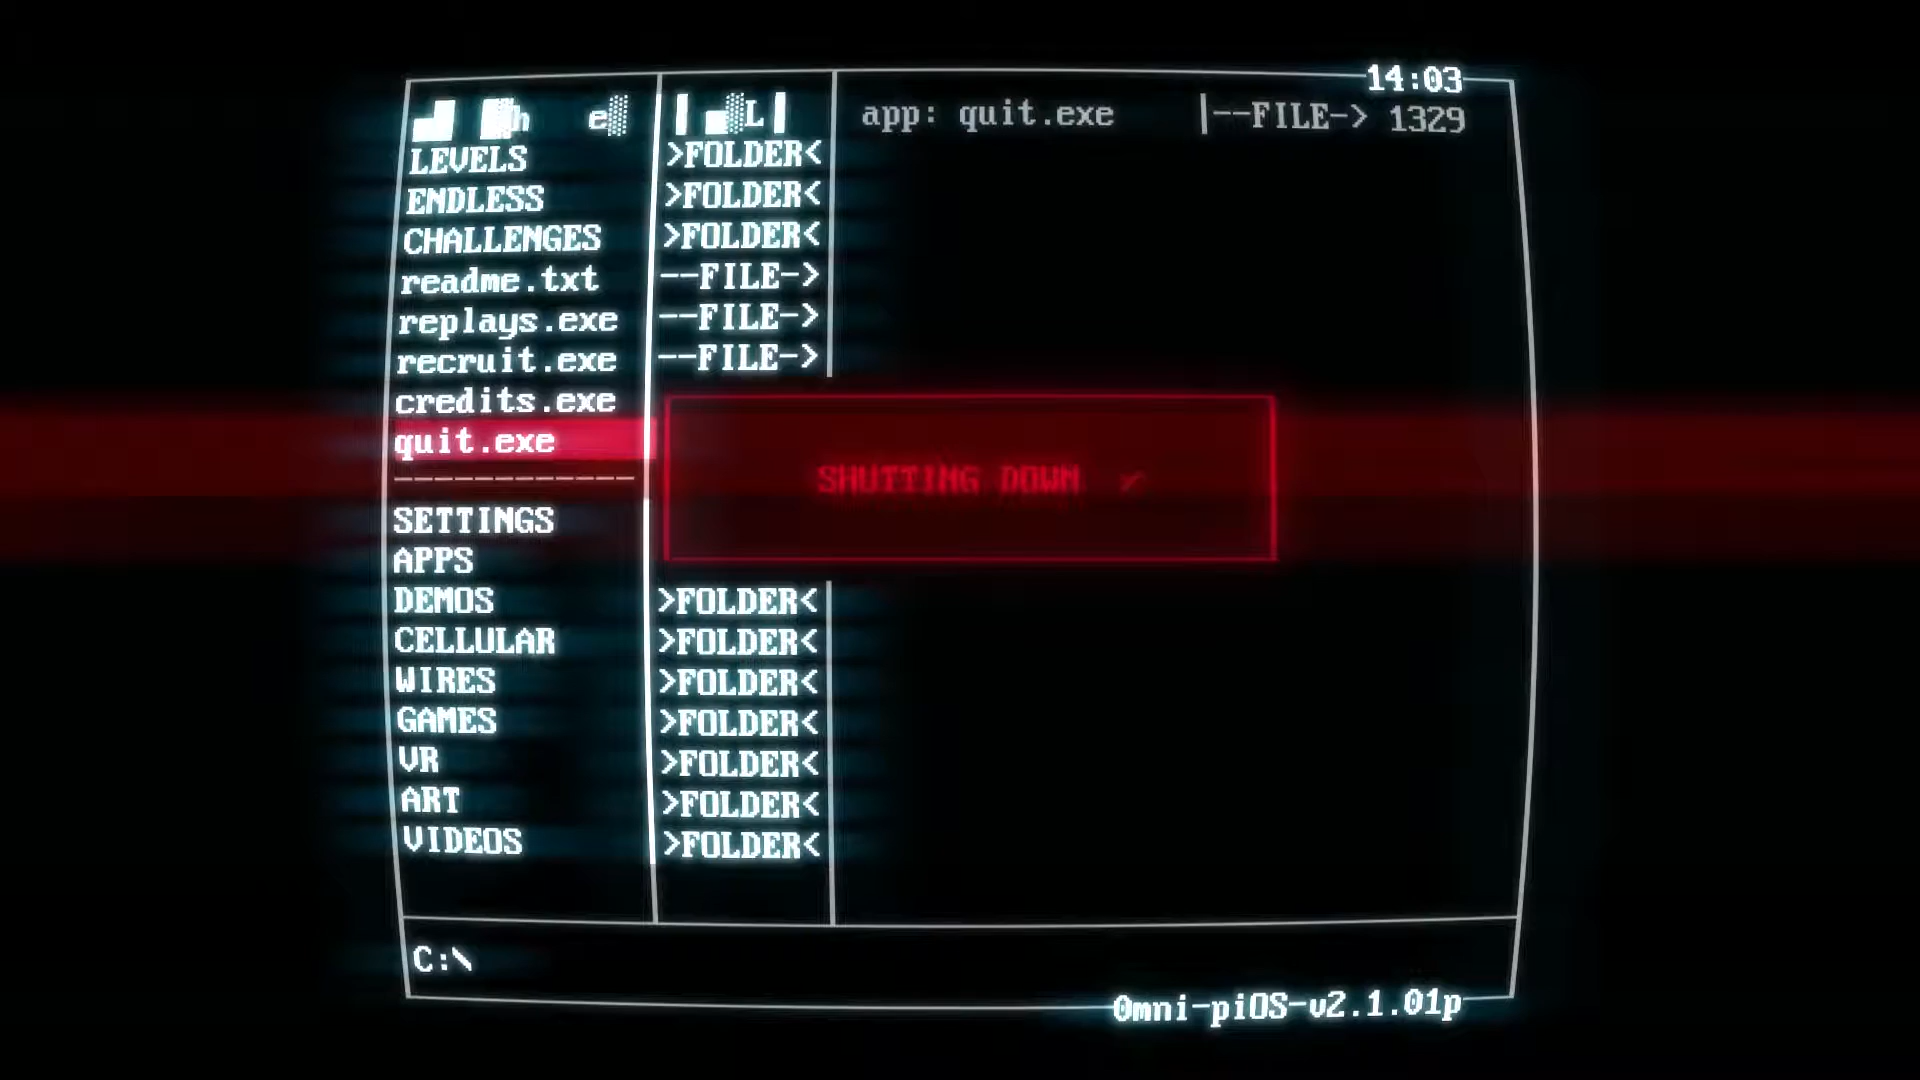 14:03
app: quit.exe |--FILE-> 1329
LEVELS >FOLDER<
ENDLESS >FOLDER<
CHALLENGES >FOLDER<
readme.txt --FILE->
replays.exe --FILE->
recruit.exe --FILE->
credits.exe
quit.exe
SHUTTING DOWN
------------
SETTINGS
APPS
DEMOS >FOLDER<
CELLULAR >FOLDER<
WIRES >FOLDER<
GAMES >FOLDER<
VR >FOLDER<
ART >FOLDER<
VIDEOS >FOLDER<
C:\
0mni-piOS-v2.1.01p